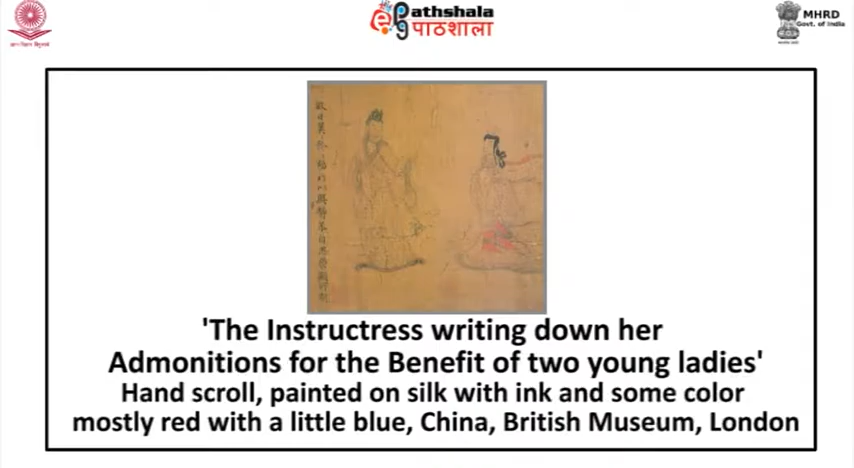 ePathshala
पाठशाला
MHRD
Govt. of India
'The Instructress writing down her
Admonitions for the Benefit of two young ladies'
Hand scroll, painted on silk with ink and some color
mostly red with a little blue, China, British Museum, London